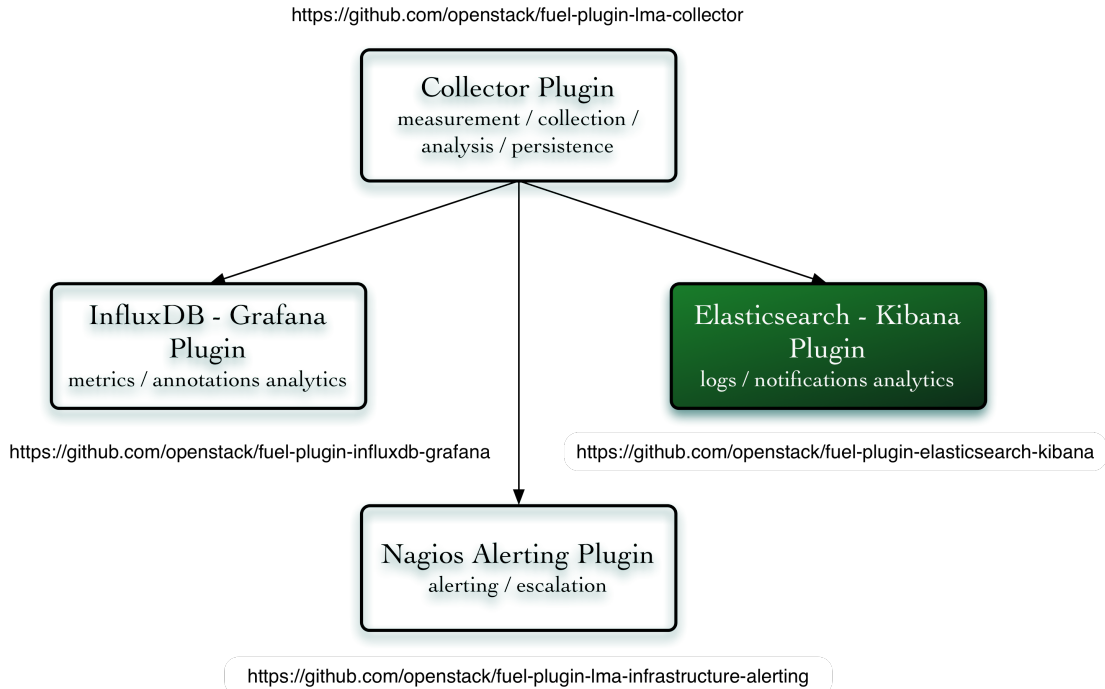 https://github.com/openstack/fuel-plugin-lma-collector
Collector Plugin
measurement / collection /
analysis / persistence
InfluxDB - Grafana
Plugin
metrics / annotations analytics
Elasticsearch - Kibana
Plugin
logs / notifications analytics
https://github.com/openstack/fuel-plugin-influxdb-grafana
https://github.com/openstack/fuel-plugin-elasticsearch-kibana
Nagios Alerting Plugin
alerting / escalation
https://github.com/openstack/fuel-plugin-lma-infrastructure-alerting